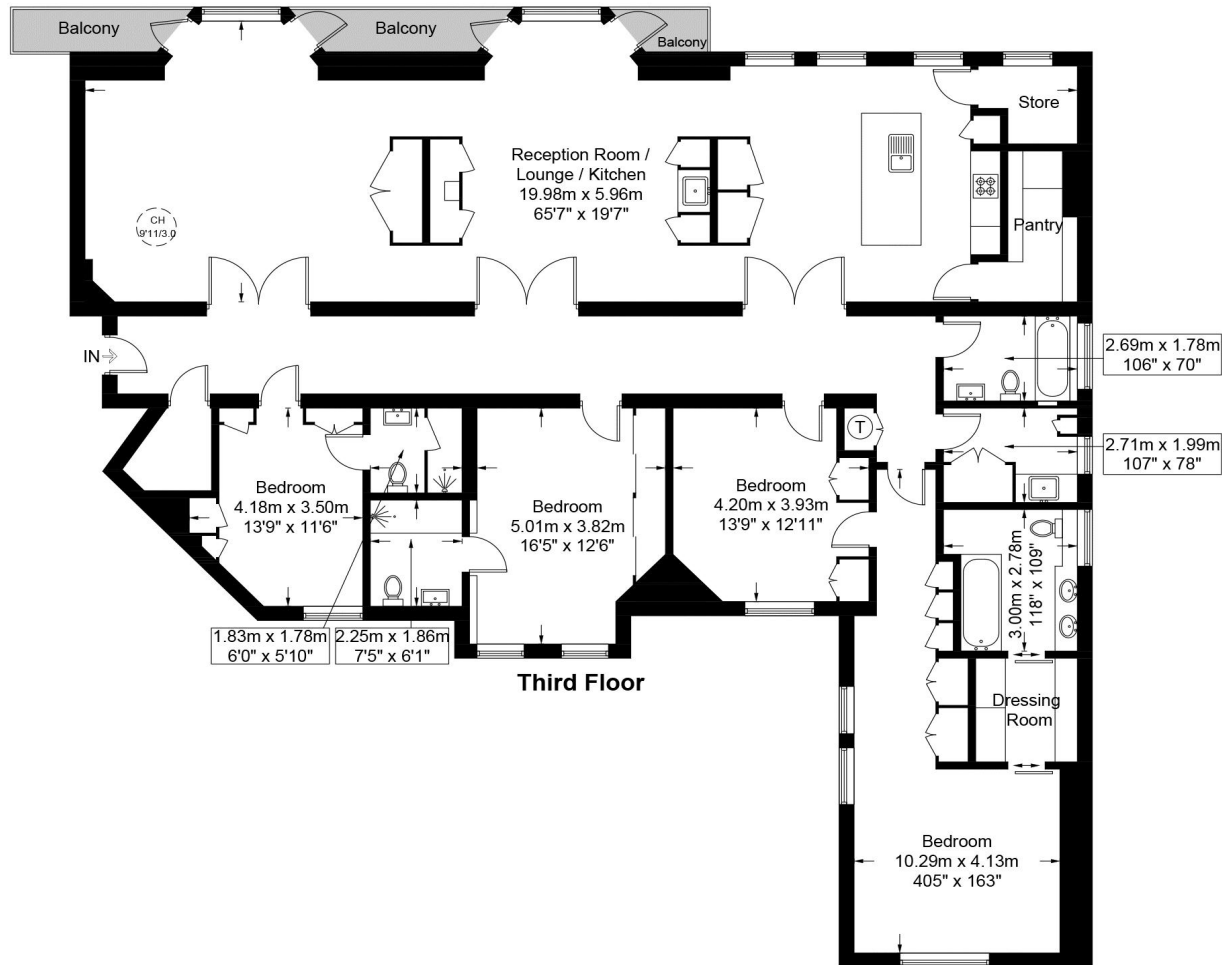 Balcony
Balcony
Balcony
Store
Reception Room /
Lounge / Kitchen
19.98m x 5.96m
65'7" x 19'7"
CH
9'11/3.0
Pantry
IN
2.69m x 1.78m
106" x 70"
T
2.71m x 1.99m
107" x 78"
Bedroom
4.18m x 3.50m
13'9" x 11'6"
Bedroom
5.01m x 3.82m
16'5" x 12'6"
Bedroom
4.20m x 3.93m
13'9" x 12'11"
3.00m x 2.78m
118" x 109"
1.83m x 1.78m
6'0" x 5'10"
2.25m x 1.86m
7'5" x 6'1"
Third Floor
Dressing
Room
Bedroom
10.29m x 4.13m
405" x 163"